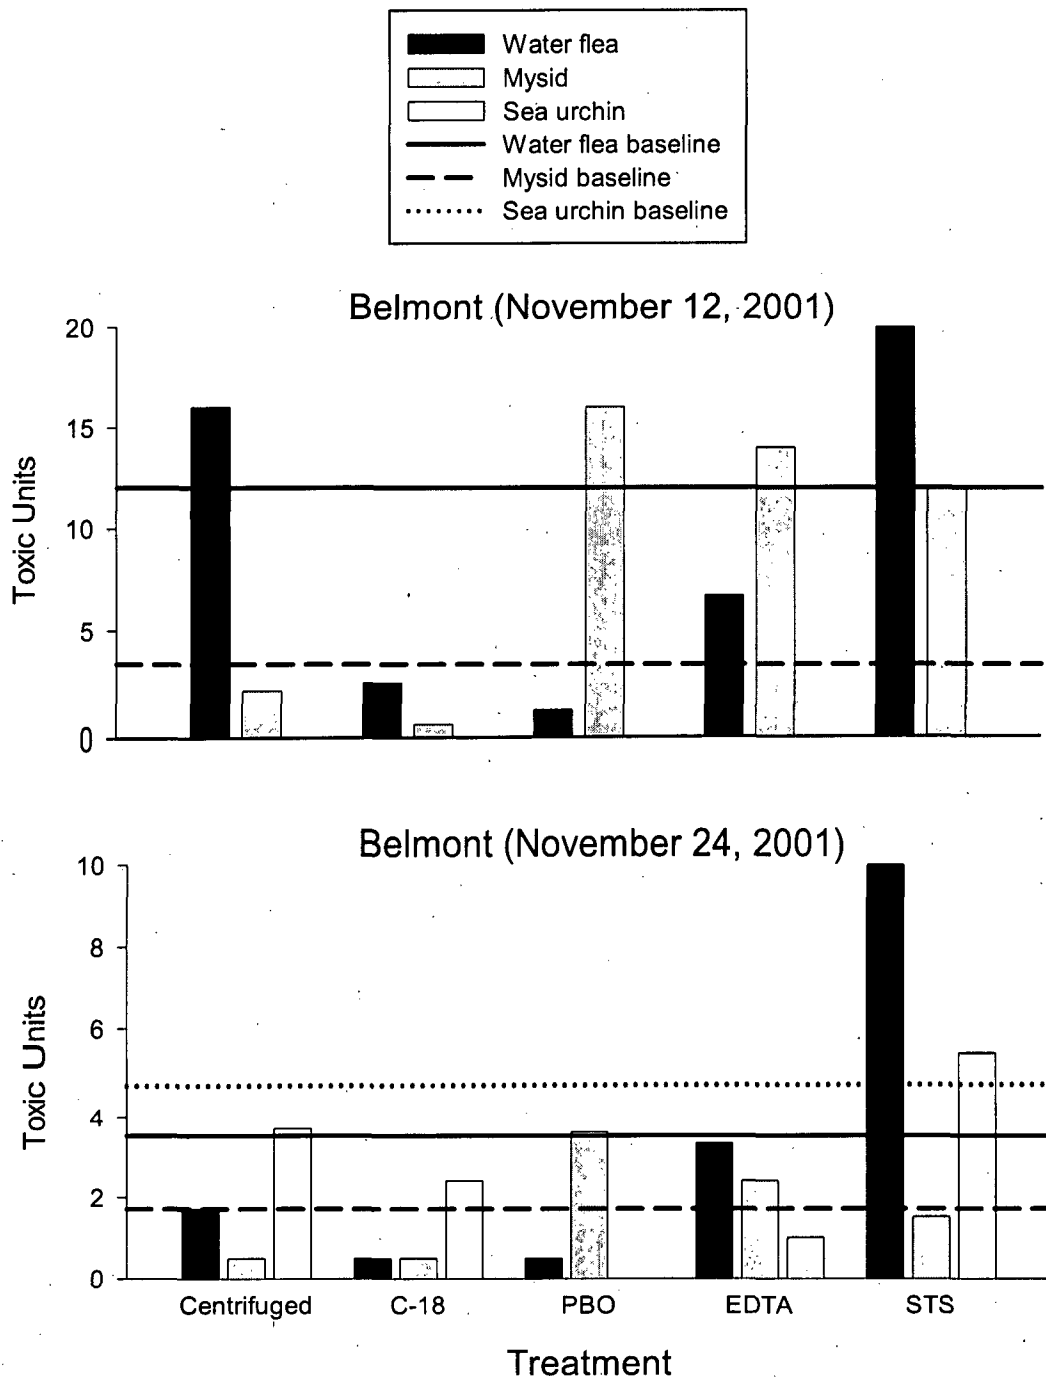 Water flea
Mysid
Sea urchin
Water flea baseline
Mysid baseline
Sea urchin baseline
Belmont (November 12, 2001)
20
15
10
5
0
Toxic Units
Belmont (November 24, 2001)
10
8
6
4
2
0
Toxic Units
Centrifuged C-18 PBO EDTA STS
Treatment